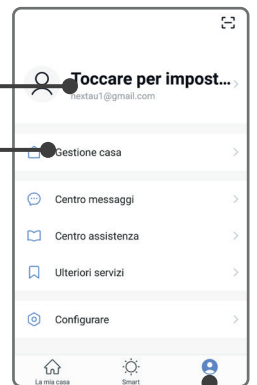 Toccare per impost...
nextau1@gmail.com
Gestione casa
Centro messaggi
Centro assistenza
Ulteriori servizi
Configurare
La mia casa Smart